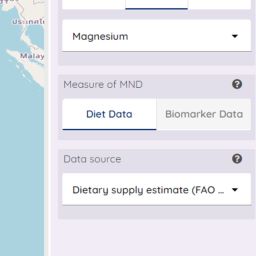 Magnesium
Malay
Measure of MND
Diet Data
Biomarker Data
Data source
Dietary supply estimate (FAO ...